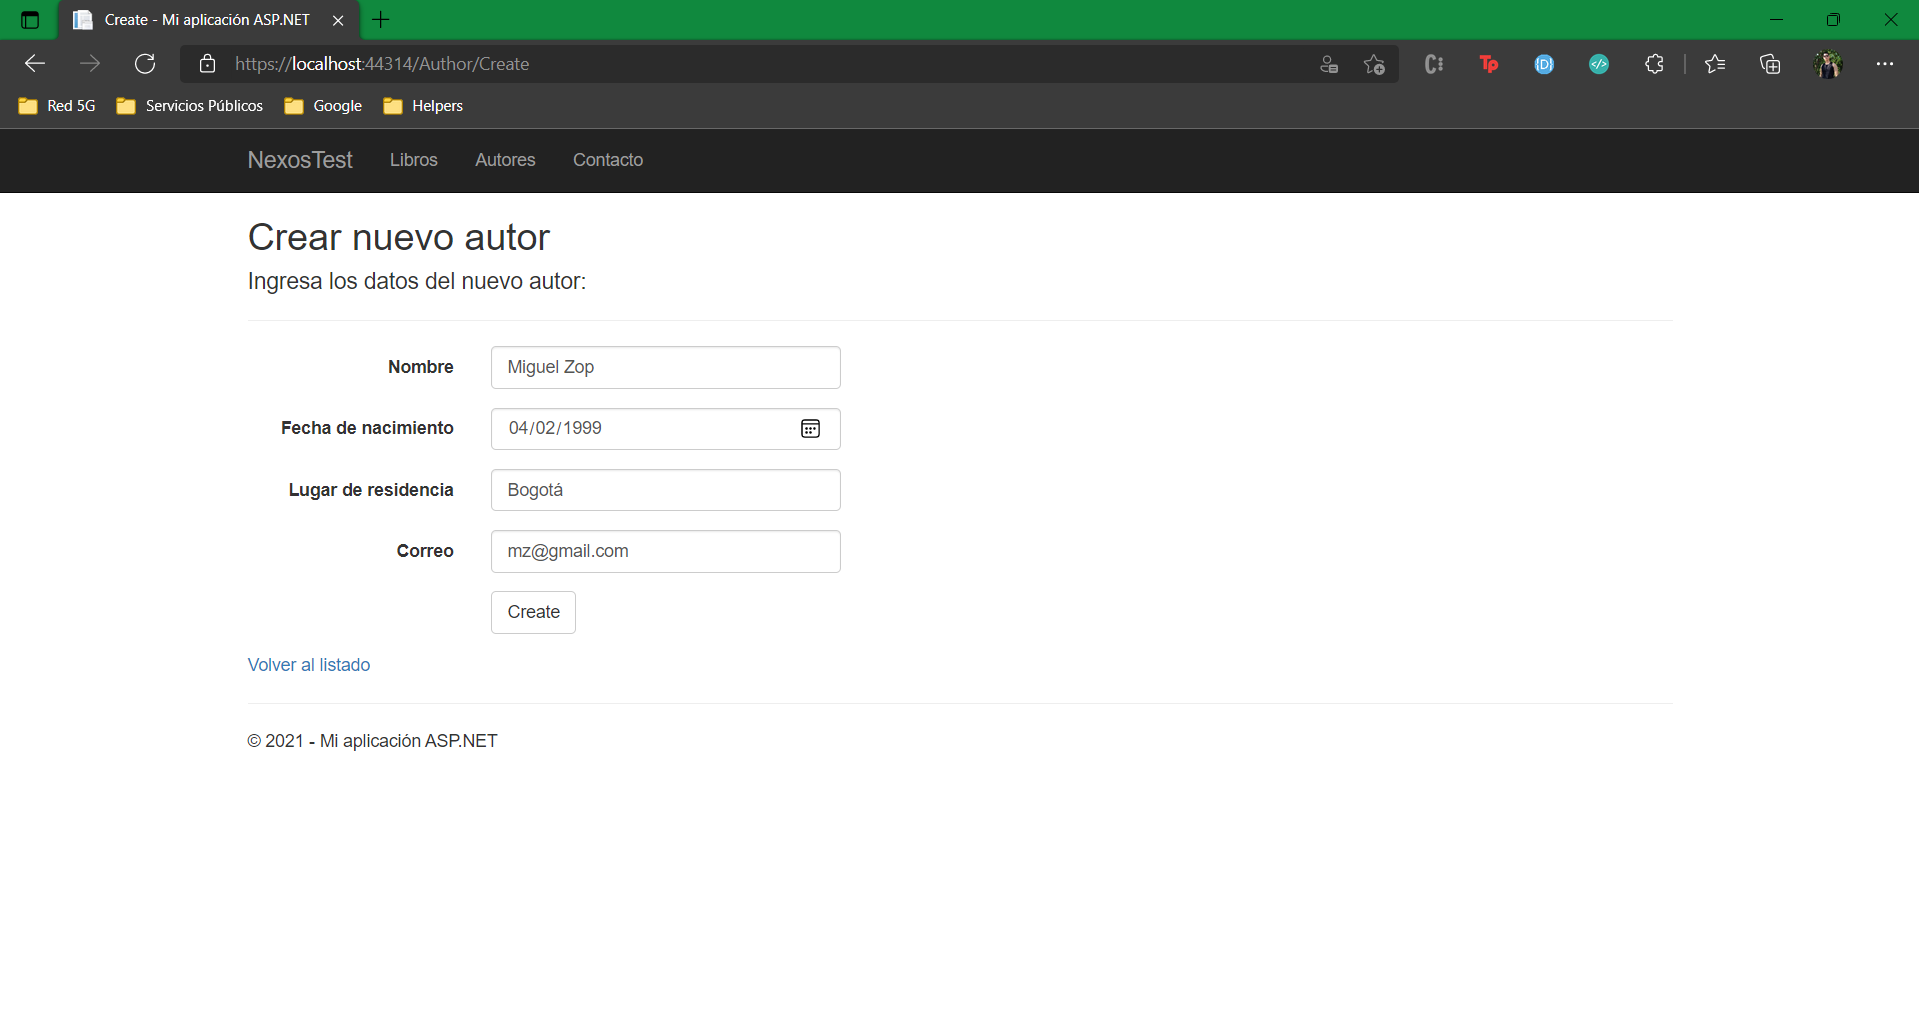 Create - Mi aplicación ASP.NET
https://localhost:44314/Author/Create
Red 5G Servicios Públicos Google Helpers
NexosTest Libros Autores Contacto
Crear nuevo autor
Ingresa los datos del nuevo autor:
Nombre Miguel Zop
Fecha de nacimiento 04/02/1999
Lugar de residencia Bogotá
Correo mz@gmail.com
Create
Volver al listado
© 2021 - Mi aplicación ASP.NET